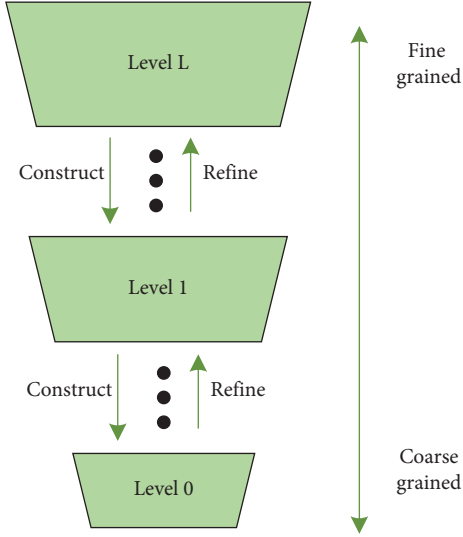 Level L
Fine
grained
Construct
Refine
Level 1
Construct
Refine
Coarse
grained
Level 0